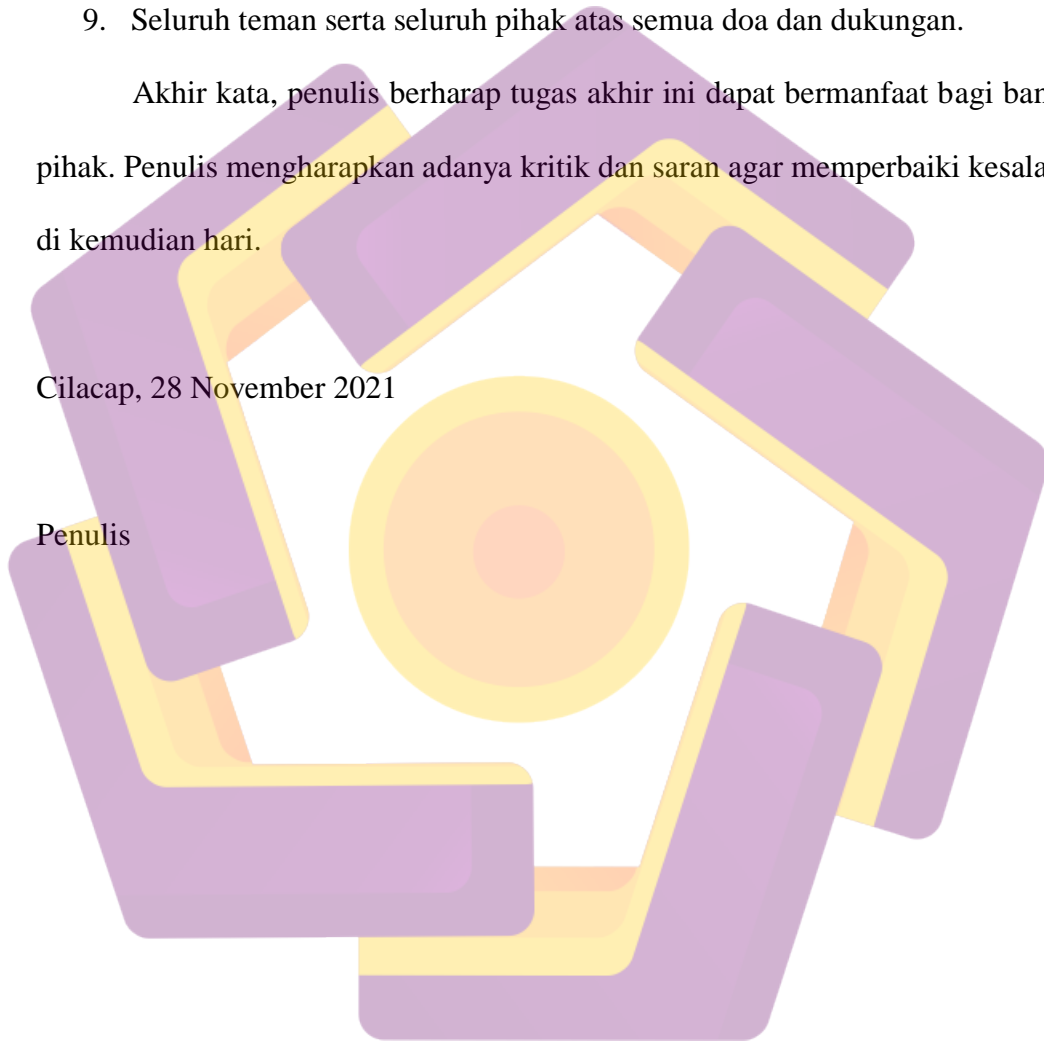 9. Seluruh teman serta seluruh pihak atas semua doa dan dukungan.
Akhir kata, penulis berharap tugas akhir ini dapat bermanfaat bagi
pihak. Penulis mengharapkan adanya kritik dan saran agar memperbaiki
di kemudian hari.
Cilacap, 28 November 2021
Penulis